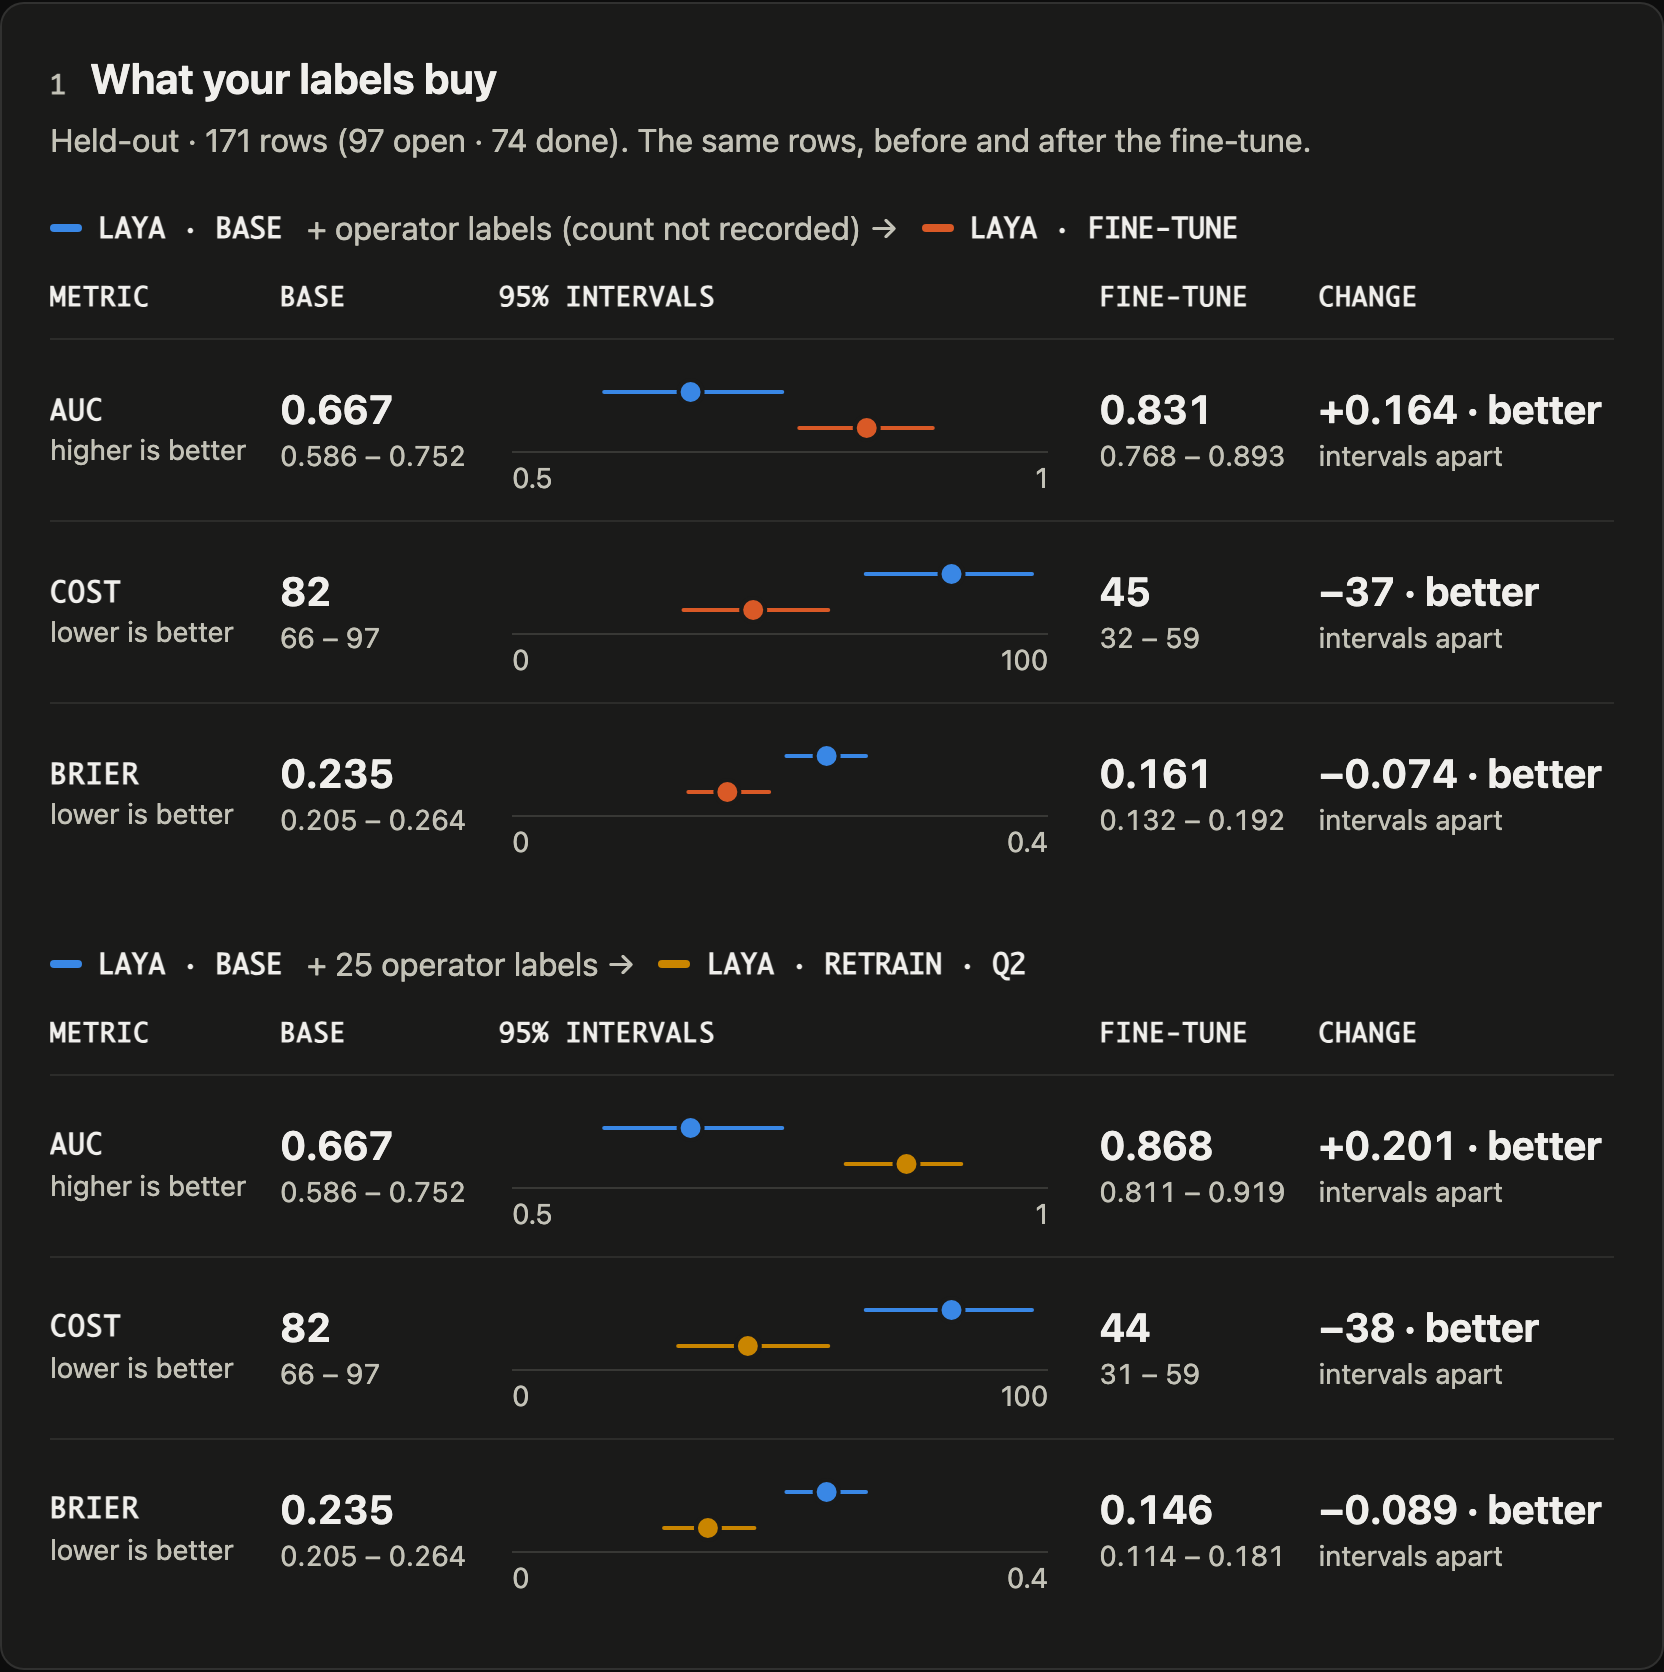 1 What your labels buy
Held-out · 171 rows (97 open · 74 done). The same rows, before and after the fine-tune.
LAYA · BASE + operator labels (count not recorded) → LAYA · FINE-TUNE
METRIC BASE 95% INTERVALS FINE-TUNE CHANGE
AUC 0.667 0.831 +0.164 · better
higher is better 0.586 – 0.752 0.768 – 0.893 intervals apart
0.5 1
COST 82 45 −37 · better
lower is better 66 – 97 32 – 59 intervals apart
0 100
BRIER 0.235 0.161 −0.074 · better
lower is better 0.205 – 0.264 0.132 – 0.192 intervals apart
0 0.4
LAYA · BASE + 25 operator labels → LAYA · RETRAIN · Q2
METRIC BASE 95% INTERVALS FINE-TUNE CHANGE
AUC 0.667 0.868 +0.201 · better
higher is better 0.586 – 0.752 0.811 – 0.919 intervals apart
0.5 1
COST 82 44 −38 · better
lower is better 66 – 97 31 – 59 intervals apart
0 100
BRIER 0.235 0.146 −0.089 · better
lower is better 0.205 – 0.264 0.114 – 0.181 intervals apart
0 0.4